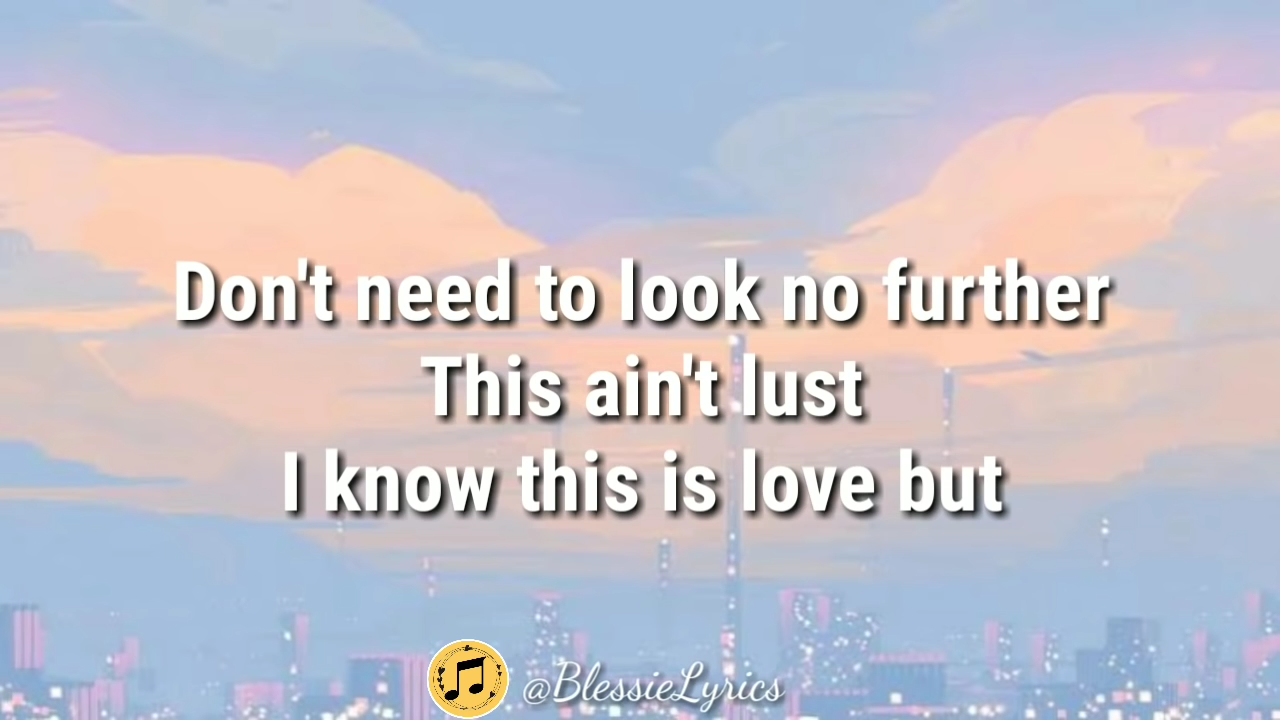 Don't need to look no further
This ain't lust
I know this is love but
@BlessieLyrics